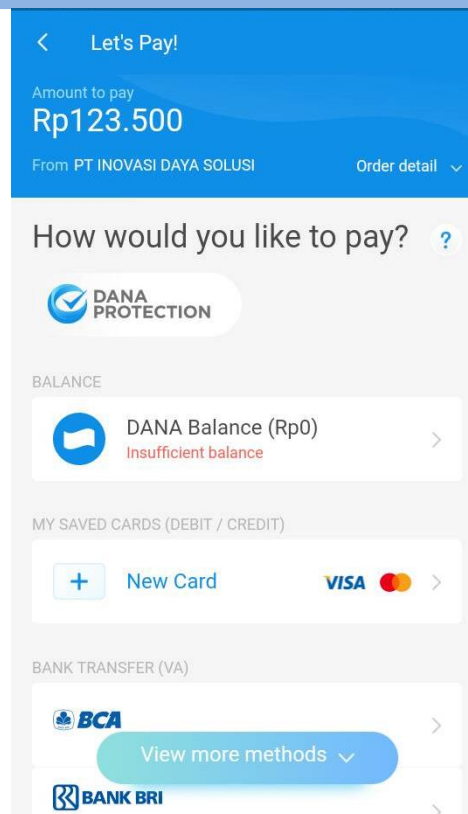 Let's Pay!
Amount to pay
Rp123.500
From PT INOVASI DAYA SOLUSI
Order detail
How would you like to pay?
?
DANA
PROTECTION
BALANCE
DANA Balance (Rp0)
Insufficient balance
MY SAVED CARDS (DEBIT / CREDIT)
+ New Card VISA
BANK TRANSFER (VA)
BCA
View more methods
BANK BRI